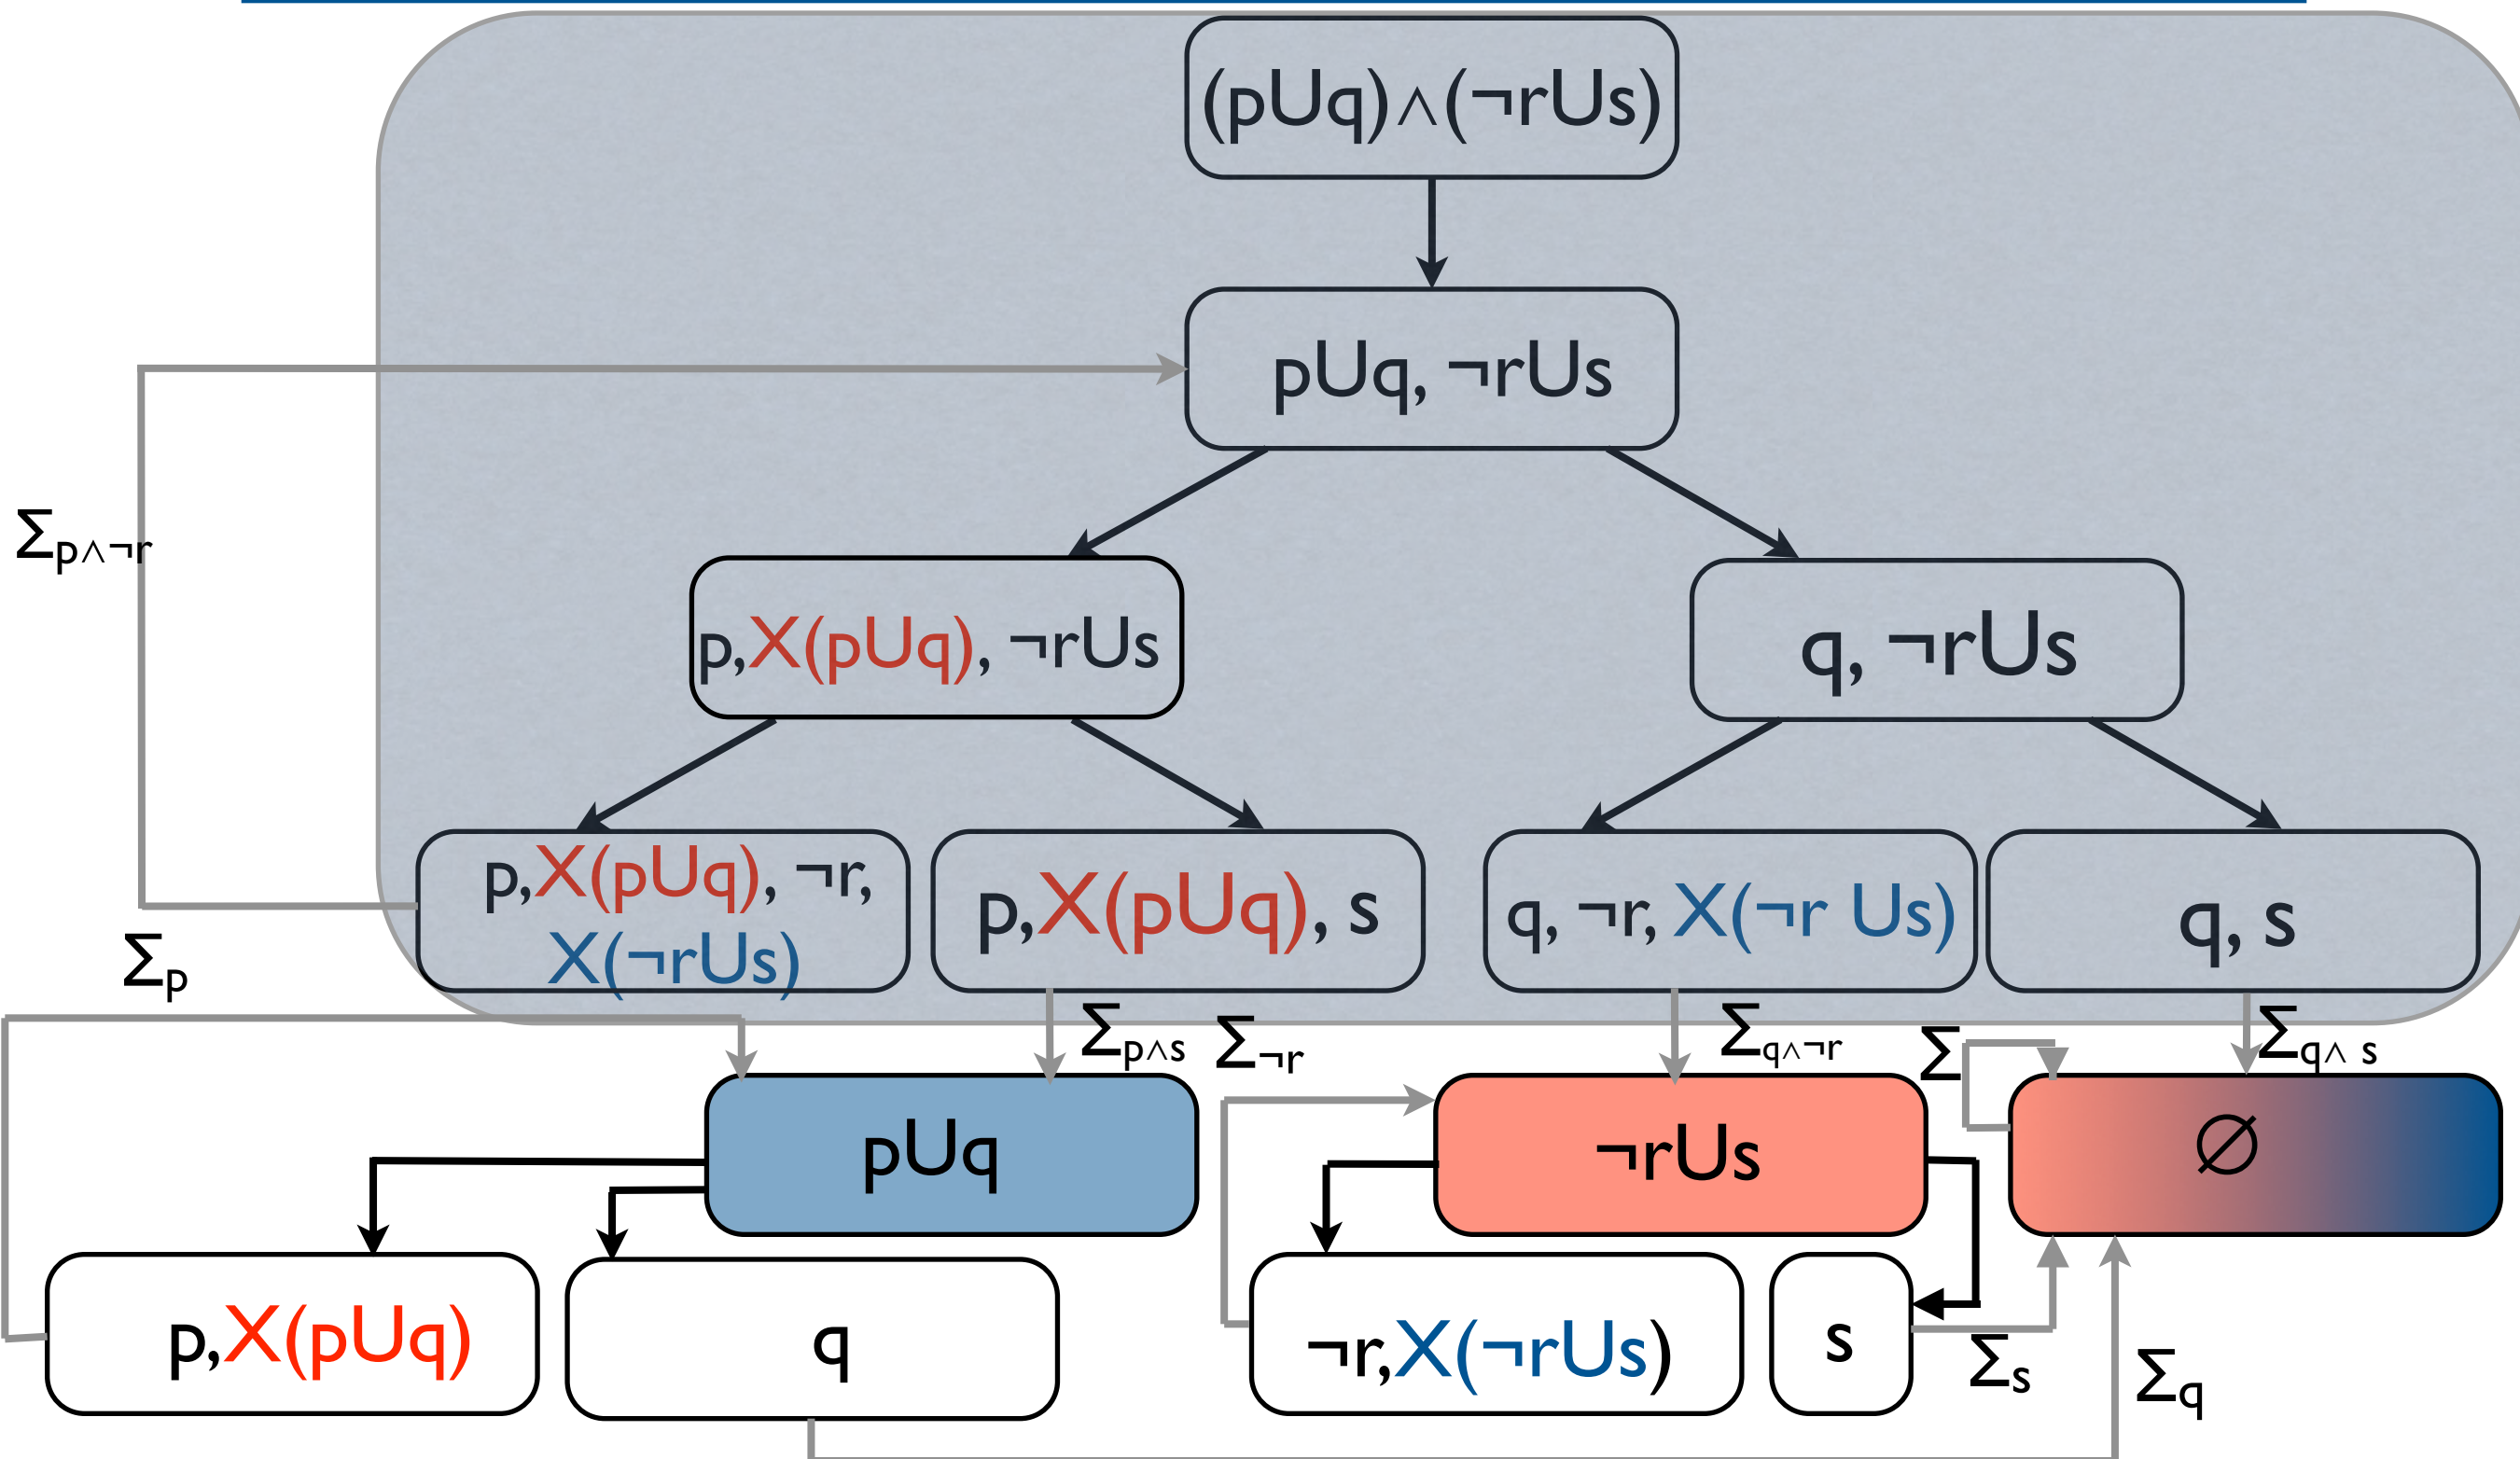 (pUq)∧(¬rUs)
pUq, ¬rUs
Σp∧¬r
p,X(pUq), ¬rUs
q, ¬rUs
p,X(pUq), ¬r,
X(¬rUs)
p,X(pUq), s
q, ¬r, X(¬r Us)
q, s
Σp
Σp∧s
Σ¬r
Σq∧¬r
Σ
Σq∧ s
pUq
¬rUs
∅
p,X(pUq)
q
¬r,X(¬rUs)
s
Σs
Σq